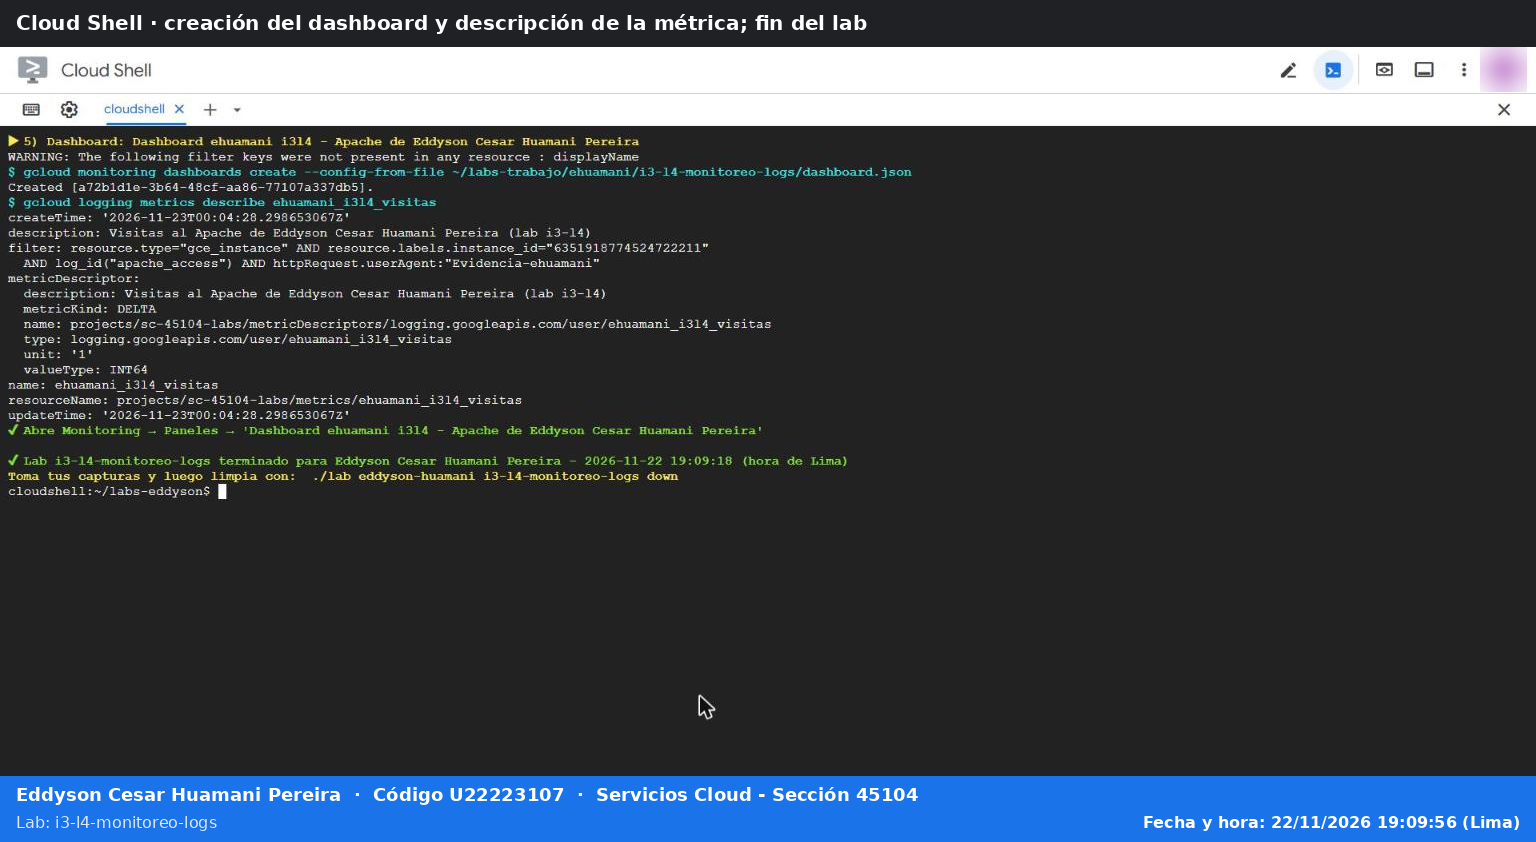 Cloud Shell · creación del dashboard y descripción de la métrica; fin del lab
Cloud Shell
cloudshell
▶ 5) Dashboard: Dashboard ehuamani i3l4 - Apache de Eddyson Cesar Huamani Pereira
WARNING: The following filter keys were not present in any resource : displayName
$ gcloud monitoring dashboards create --config-from-file ~/labs-trabajo/ehuamani/i3-l4-monitoreo-logs/dashboard.json
Created [a72b1d1e-3b64-48cf-aa86-77107a337db5].
$ gcloud logging metrics describe ehuamani_i3l4_visitas
createTime: '2026-11-23T00:04:28.298653067Z'
description: Visitas al Apache de Eddyson Cesar Huamani Pereira (lab i3-l4)
filter: resource.type="gce_instance" AND resource.labels.instance_id="6351918774524722211"
  AND log_id("apache_access") AND httpRequest.userAgent:"Evidencia-ehuamani"
metricDescriptor:
  description: Visitas al Apache de Eddyson Cesar Huamani Pereira (lab i3-l4)
  metricKind: DELTA
  name: projects/sc-45104-labs/metricDescriptors/logging.googleapis.com/user/ehuamani_i3l4_visitas
  type: logging.googleapis.com/user/ehuamani_i3l4_visitas
  unit: '1'
  valueType: INT64
name: ehuamani_i3l4_visitas
resourceName: projects/sc-45104-labs/metrics/ehuamani_i3l4_visitas
updateTime: '2026-11-23T00:04:28.298653067Z'
✔ Abre Monitoring → Paneles → 'Dashboard ehuamani i3l4 - Apache de Eddyson Cesar Huamani Pereira'
✔ Lab i3-l4-monitoreo-logs terminado para Eddyson Cesar Huamani Pereira - 2026-11-22 19:09:18 (hora de Lima)
Toma tus capturas y luego limpia con:  ./lab eddyson-huamani i3-l4-monitoreo-logs down
cloudshell:~/labs-eddyson$
Eddyson Cesar Huamani Pereira · Código U22223107 · Servicios Cloud - Sección 45104
Lab: i3-l4-monitoreo-logs
Fecha y hora: 22/11/2026 19:09:56 (Lima)